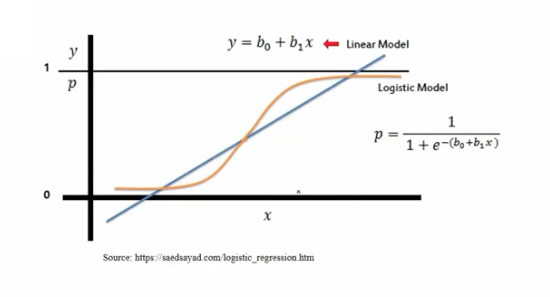 y = b₀ + b₁x
Linear Model
y
1
p
Logistic Model
p = 1 / (1 + e^-(b₀+b₁x))
0
x
x
Source: https://saedsayad.com/logistic_regression.htm